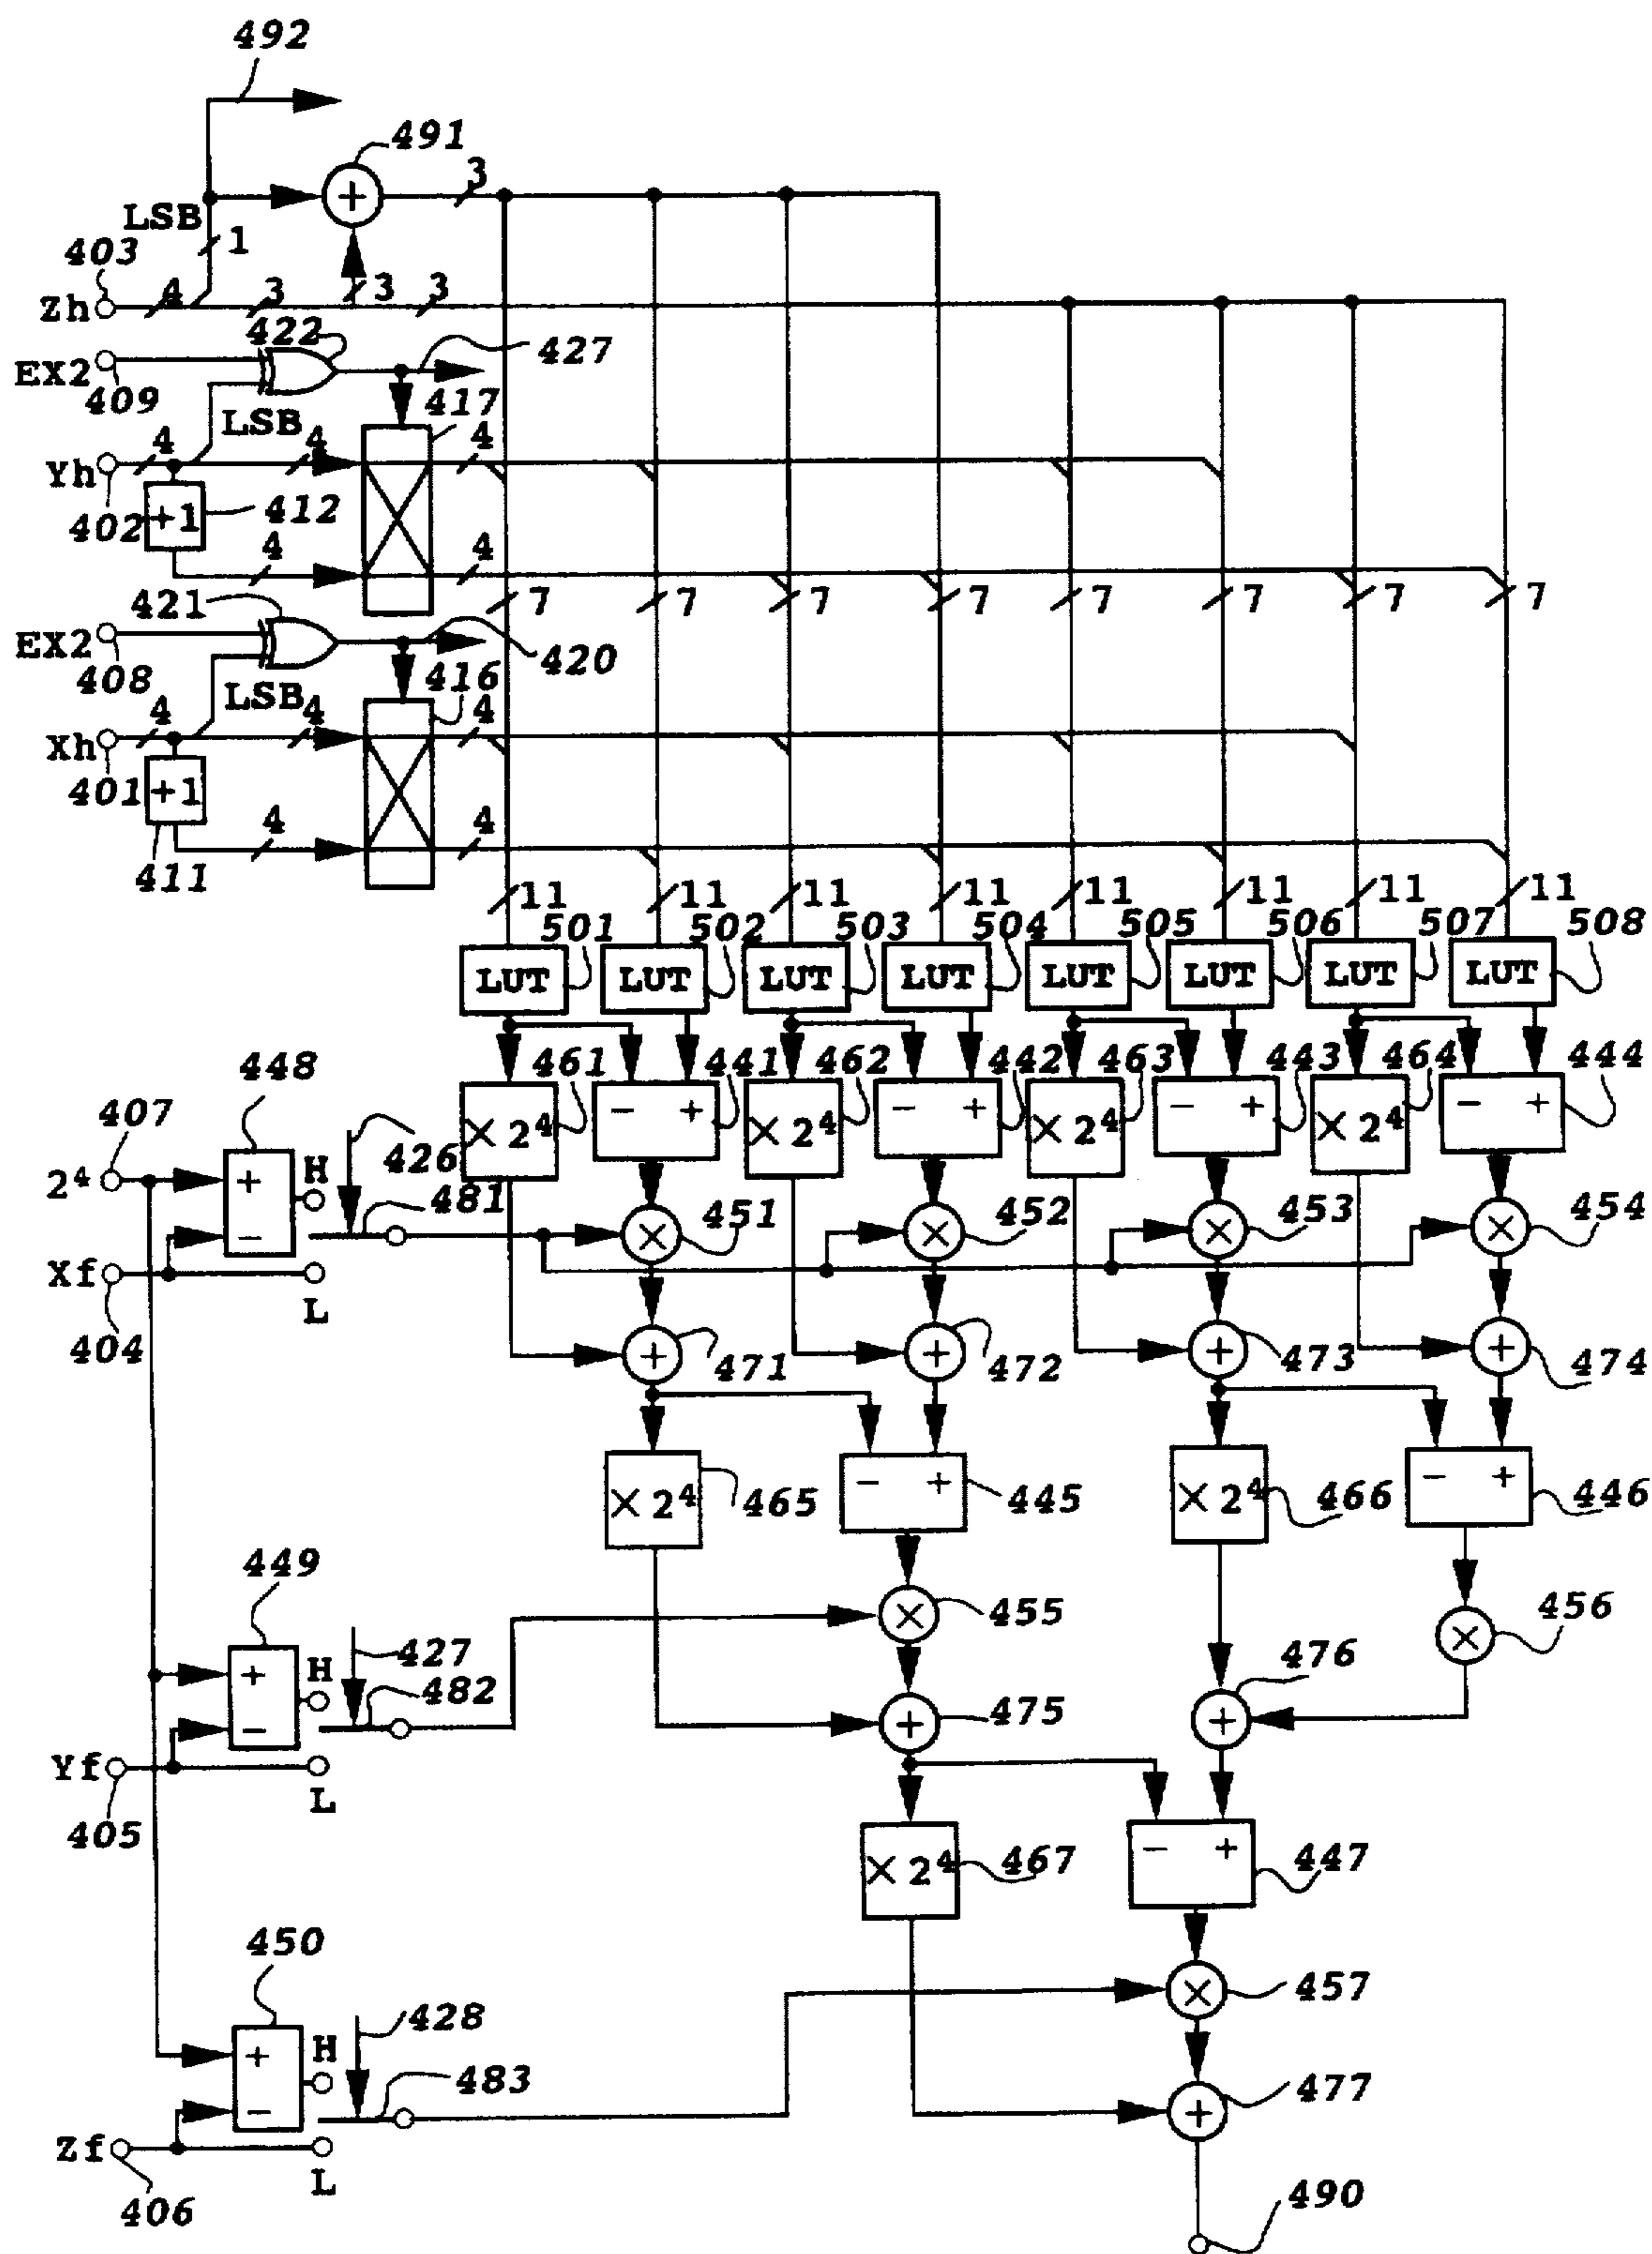 492
491
3
LSB
1
403
Zh 4 3 3 3
422
EX2
427
409
417
LSB
4 4 4
Yh
412
402 +1
4 4
421 7 7 7 7 7 7 7 7
EX2
420
408
416
LSB
4 4 4
Xh
401 +1
4 4
411
11 11 11 11 11 11 11 11
501 502 503 504 505 506 507 508
LUT LUT LUT LUT LUT LUT LUT LUT
448 461 441 462 442 463 443 464 444
407 426
× 2⁴ − + × 2⁴ − + × 2⁴ − + × 2⁴ − +
2⁴ + H
481 451 452 453 454
− × × × ×
Xf
L
404 + 471 + 472 + 473 + 474
× 2⁴ 465 − + 445 × 2⁴ 466 − + 446
449
× 455 × 456
427
+ H 476
482
− + 475 +
Yf
L
405
× 2⁴ 467 − + 447
450
× 457
428
+ H
483 477
− +
Zf
L
406
490